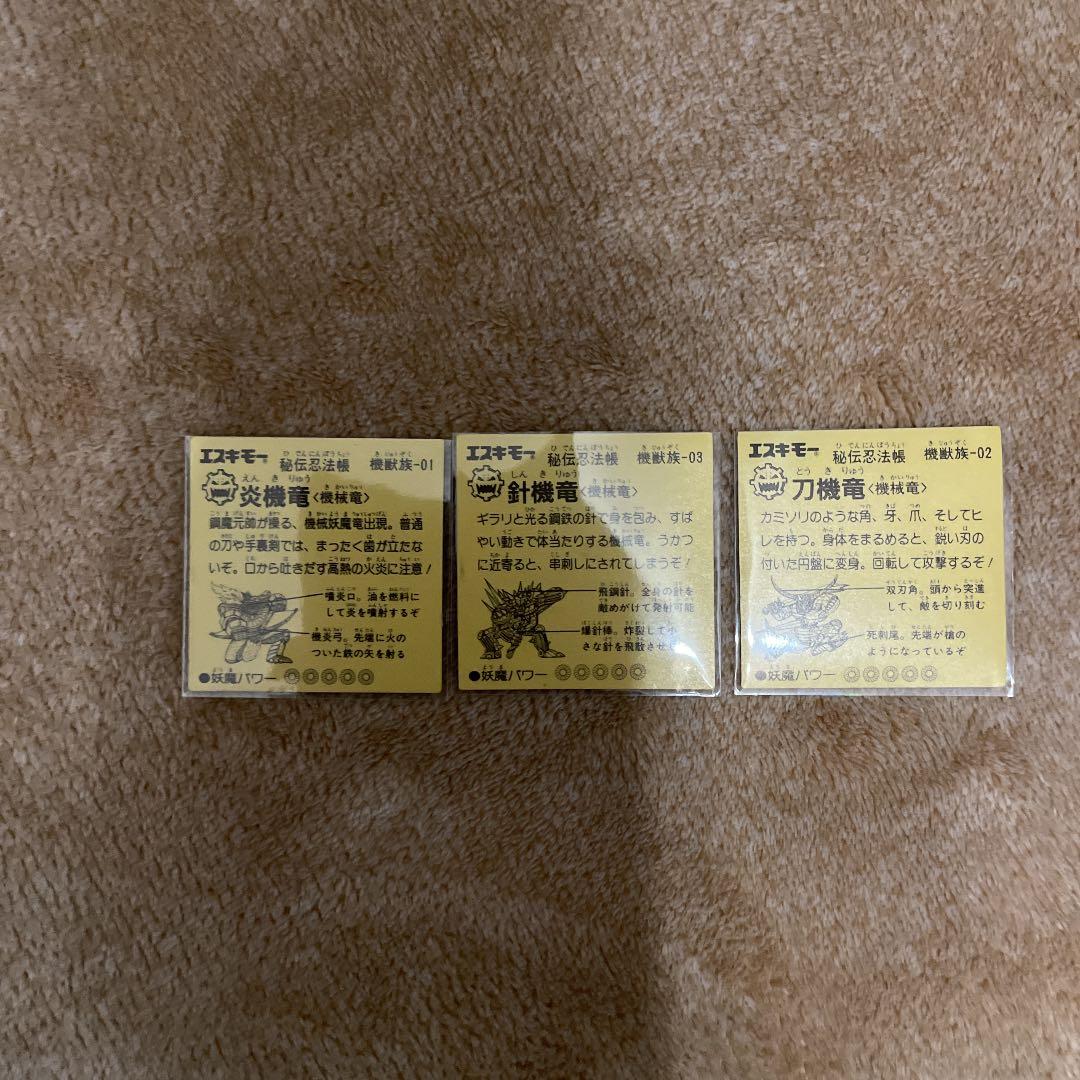 エスキモー 秘伝忍法帳 機獣族-01
炎機竜〈機械竜〉
鋼魔元帥が操る、機械妖魔竜出現。普通
の刀や手裏剣では、まったく歯が立たな
いぞ。口から吐きだす高熱の火炎に注意!
噴炎口。油を燃料に
して炎を噴射するぞ
機炎弓。先端に火の
ついた鉄の矢を射る
●妖魔パワー ◎◎◎◎◎
エスキモー 秘伝忍法帳 機獣族-03
針機竜〈機械竜〉
ギラリと光る鋼鉄の針で身を包み、すば
やい動きで体当たりする機械竜。うかつ
に近寄ると、串刺しにされてしまうぞ!
飛鋼針。全身の針を
敵めがけて発射可能
爆針棒。炸裂して小
さな針を飛散させる
●妖魔パワー ◎◎◎◎◎
エスキモー 秘伝忍法帳 機獣族-02
刀機竜〈機械竜〉
カミソリのような角、牙、爪、そしてヒ
レを持つ。身体をまるめると、鋭い刃の
付いた円盤に変身。回転して攻撃するぞ!
双刃角。頭から突進
して、敵を切り刻む
死刺尾。先端が槍の
ようになっているぞ
●妖魔パワー ◎◎◎◎◎